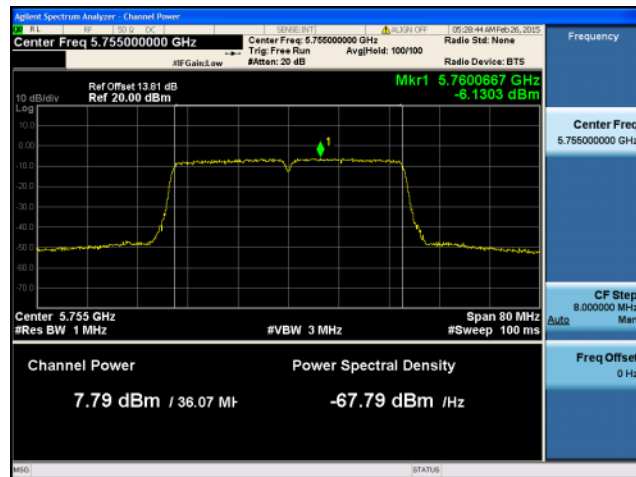 Agilent Spectrum Analyzer - Channel Power
RL RF 50 Ω DC SENSE:INT ALIGN OFF 05:28:44 AM Feb 26, 2015
Center Freq 5.755000000 GHz
Center Freq: 5.755000000 GHz
Radio Std: None
Trig: Free Run Avg|Hold: 100/100
#IFGain:Low #Atten: 20 dB Radio Device: BTS
Mkr1 5.7600667 GHz
-6.1303 dBm
Ref Offset 13.81 dB
10 dB/div Ref 20.00 dBm
Log
10.0
0.00
-10.0
-20.0
-30.0
-40.0
-50.0
-60.0
-70.0
1
Center 5.755 GHz Span 80 MHz
#Res BW 1 MHz #VBW 3 MHz #Sweep 100 ms
Channel Power Power Spectral Density
7.79 dBm / 36.07 MH -67.79 dBm /Hz
MSG STATUS
Frequency
Center Freq
5.755000000 GHz
CF Step
8.000000 MHz
Auto Man
Freq Offset
0 Hz